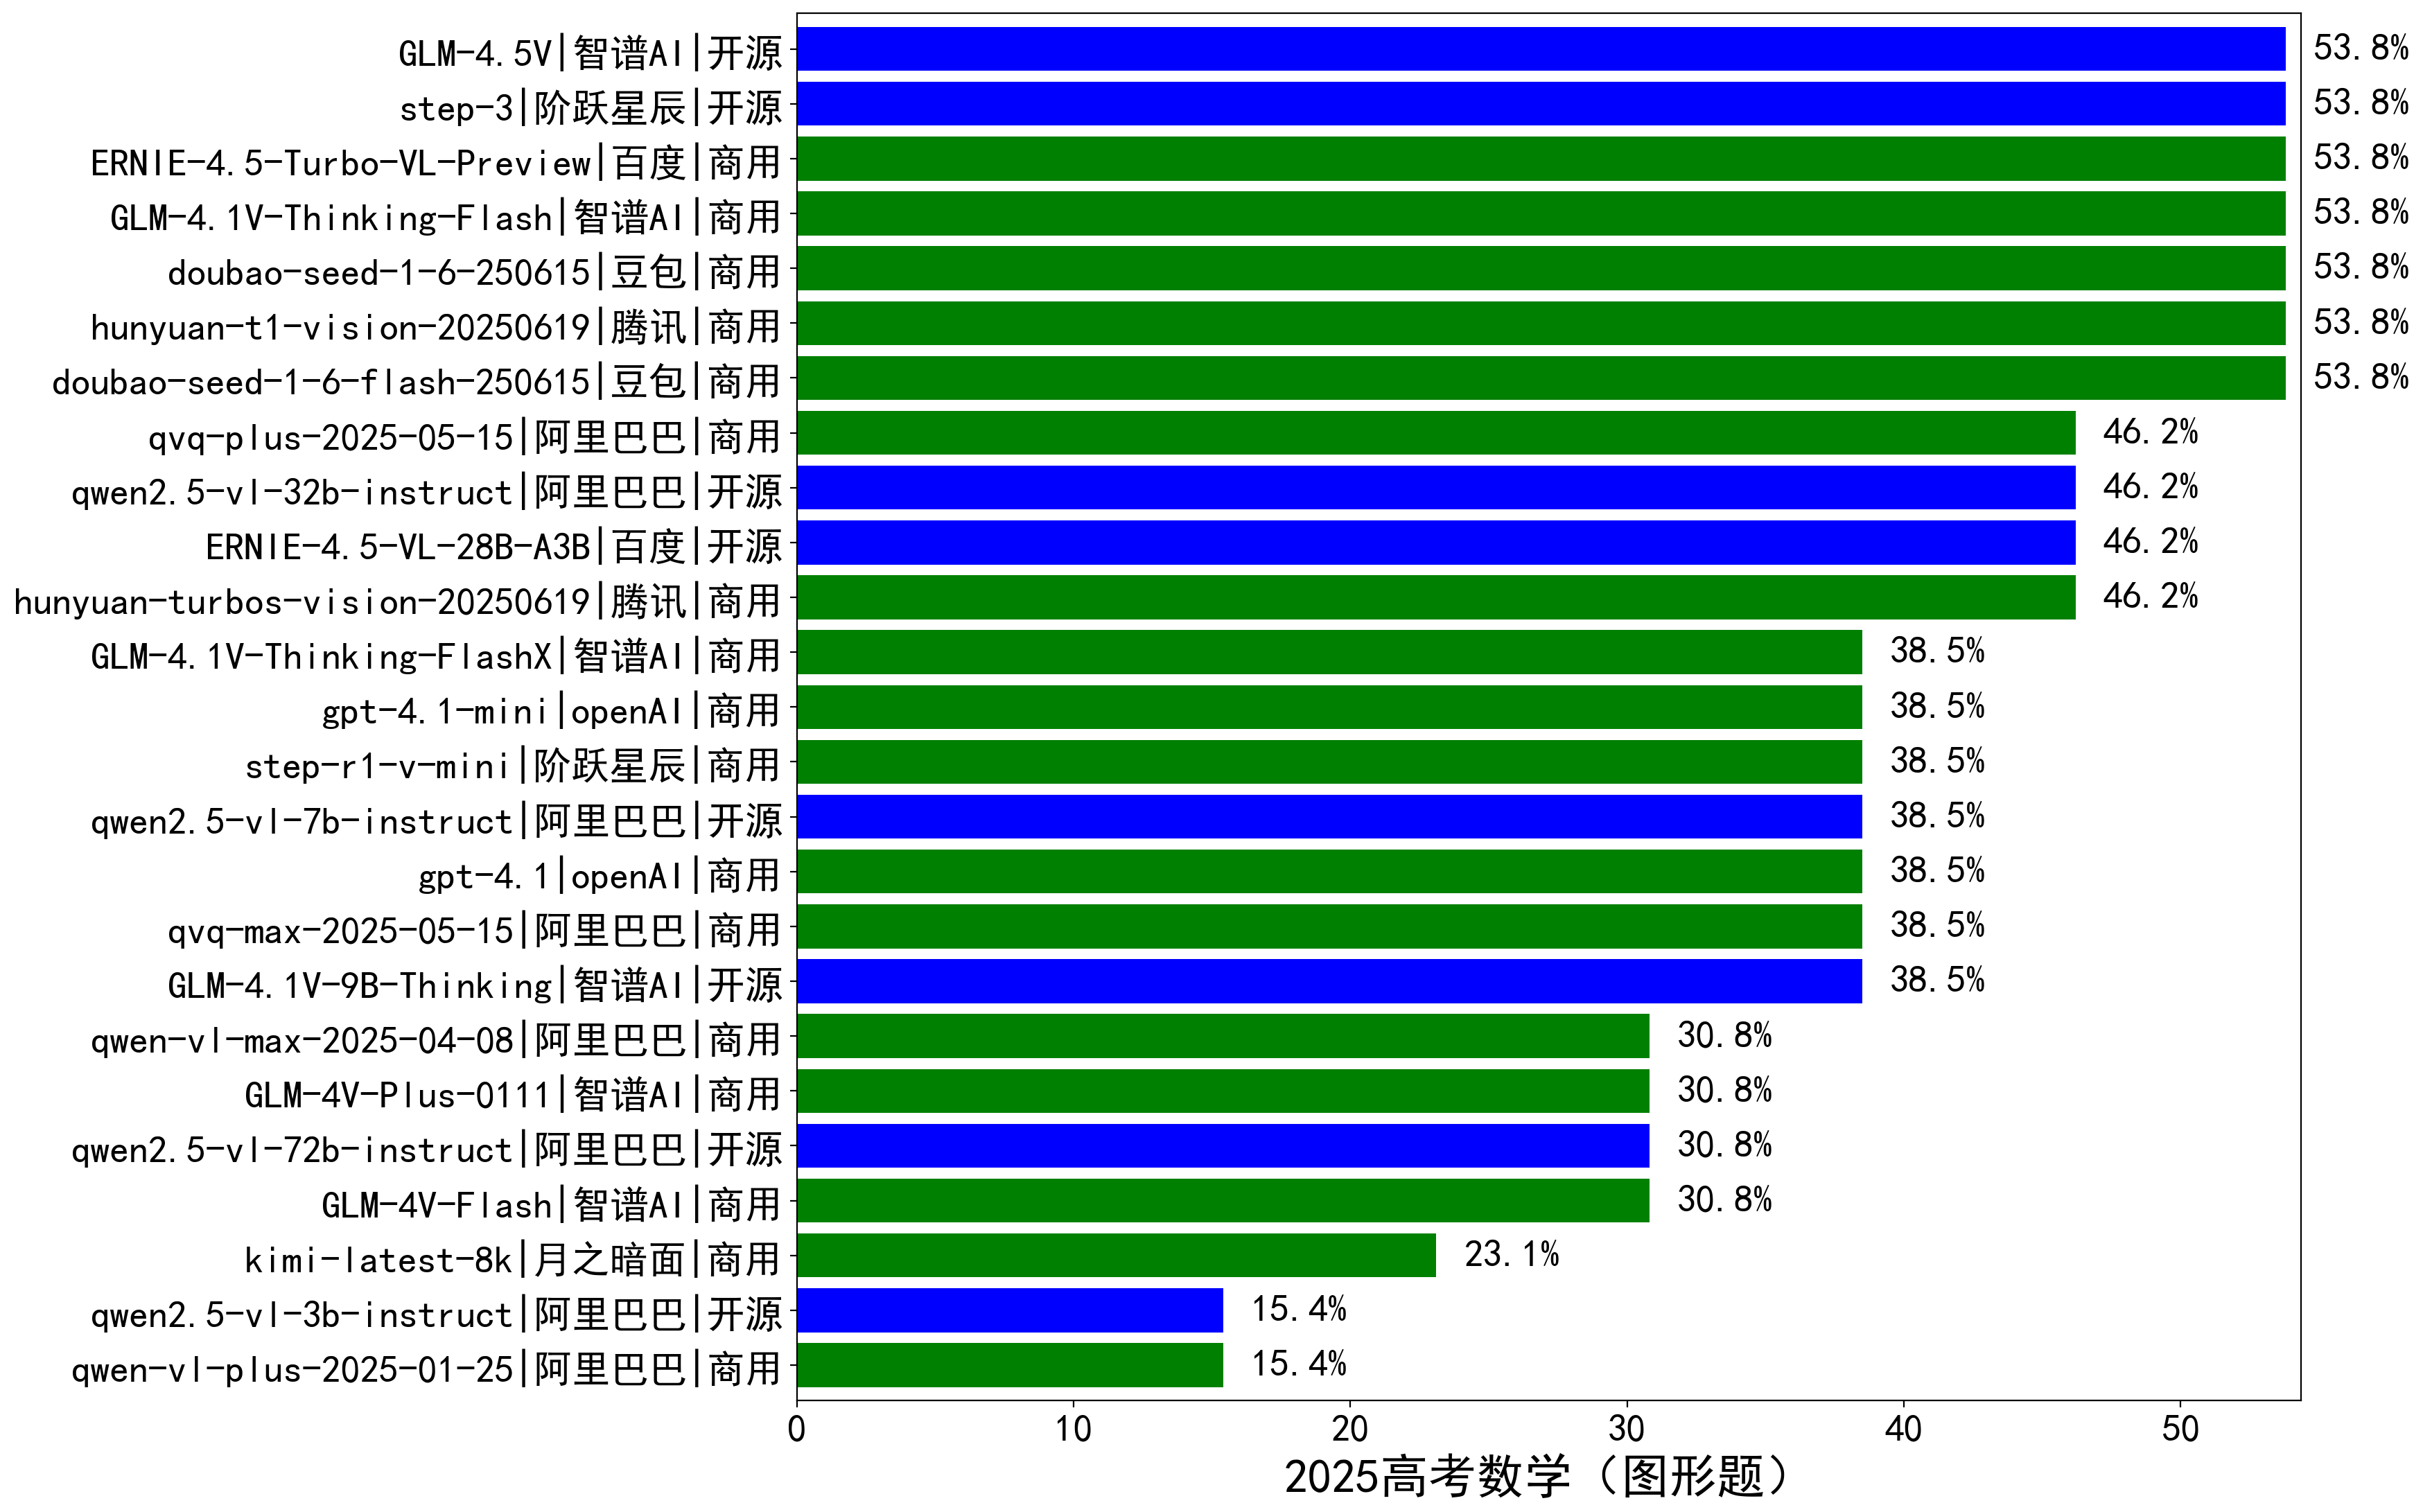 GLM-4.5V|智谱AI|开源 53.8%
step-3|阶跃星辰|开源 53.8%
ERNIE-4.5-Turbo-VL-Preview|百度|商用 53.8%
GLM-4.1V-Thinking-Flash|智谱AI|商用 53.8%
doubao-seed-1-6-250615|豆包|商用 53.8%
hunyuan-t1-vision-20250619|腾讯|商用 53.8%
doubao-seed-1-6-flash-250615|豆包|商用 53.8%
qvq-plus-2025-05-15|阿里巴巴|商用 46.2%
qwen2.5-vl-32b-instruct|阿里巴巴|开源 46.2%
ERNIE-4.5-VL-28B-A3B|百度|开源 46.2%
hunyuan-turbos-vision-20250619|腾讯|商用 46.2%
GLM-4.1V-Thinking-FlashX|智谱AI|商用 38.5%
gpt-4.1-mini|openAI|商用 38.5%
step-r1-v-mini|阶跃星辰|商用 38.5%
qwen2.5-vl-7b-instruct|阿里巴巴|开源 38.5%
gpt-4.1|openAI|商用 38.5%
qvq-max-2025-05-15|阿里巴巴|商用 38.5%
GLM-4.1V-9B-Thinking|智谱AI|开源 38.5%
qwen-vl-max-2025-04-08|阿里巴巴|商用 30.8%
GLM-4V-Plus-0111|智谱AI|商用 30.8%
qwen2.5-vl-72b-instruct|阿里巴巴|开源 30.8%
GLM-4V-Flash|智谱AI|商用 30.8%
kimi-latest-8k|月之暗面|商用 23.1%
qwen2.5-vl-3b-instruct|阿里巴巴|开源 15.4%
qwen-vl-plus-2025-01-25|阿里巴巴|商用 15.4%
0 10 20 30 40 50
2025高考数学（图形题）